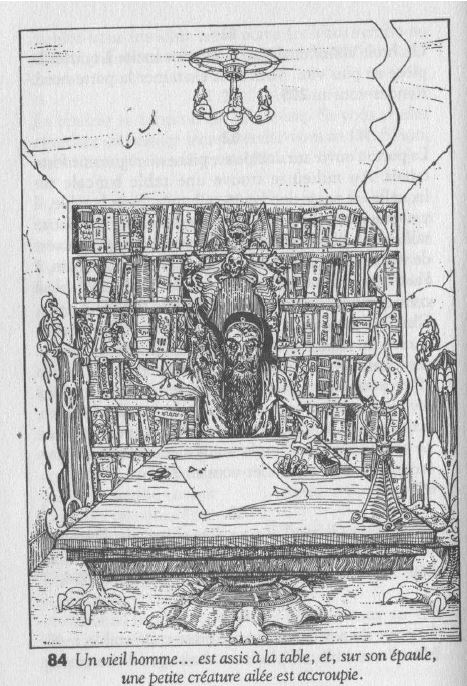 84 Un vieil homme... est assis à la table, et, sur son épaule,
une petite créature ailée est accroupie.